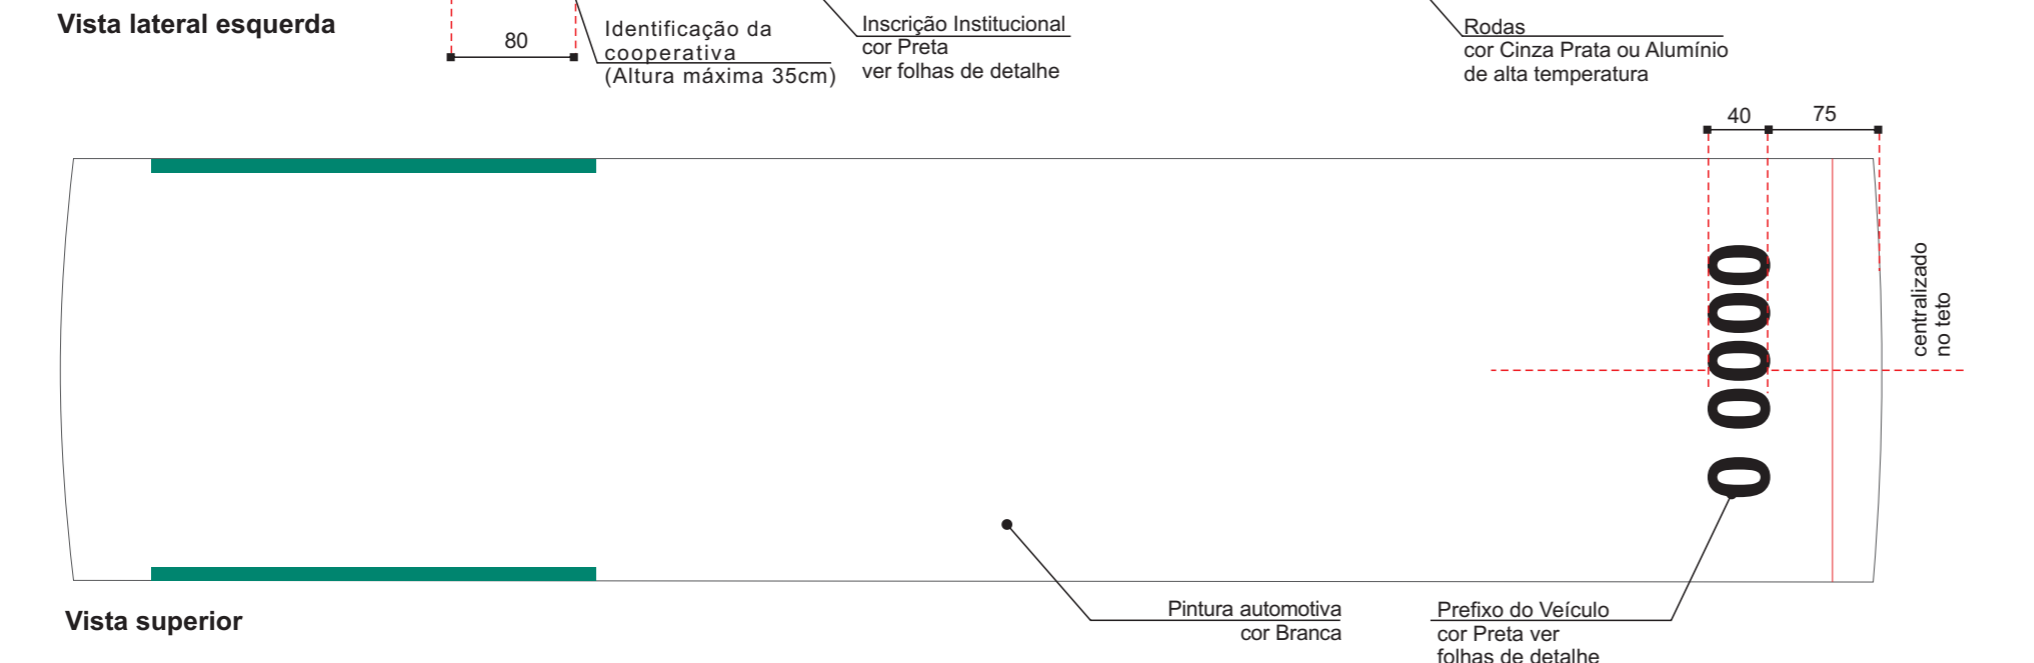 Vista lateral esquerda
80
Identificação da
cooperativa
(Altura máxima 35cm)
Inscrição Institucional
cor Preta
ver folhas de detalhe
Rodas
cor Cinza Prata ou Alumínio
de alta temperatura
40
75
0 0000
centralizado
no teto
Pintura automotiva
cor Branca
Prefixo do Veículo
cor Preta ver
folhas de detalhe
Vista superior